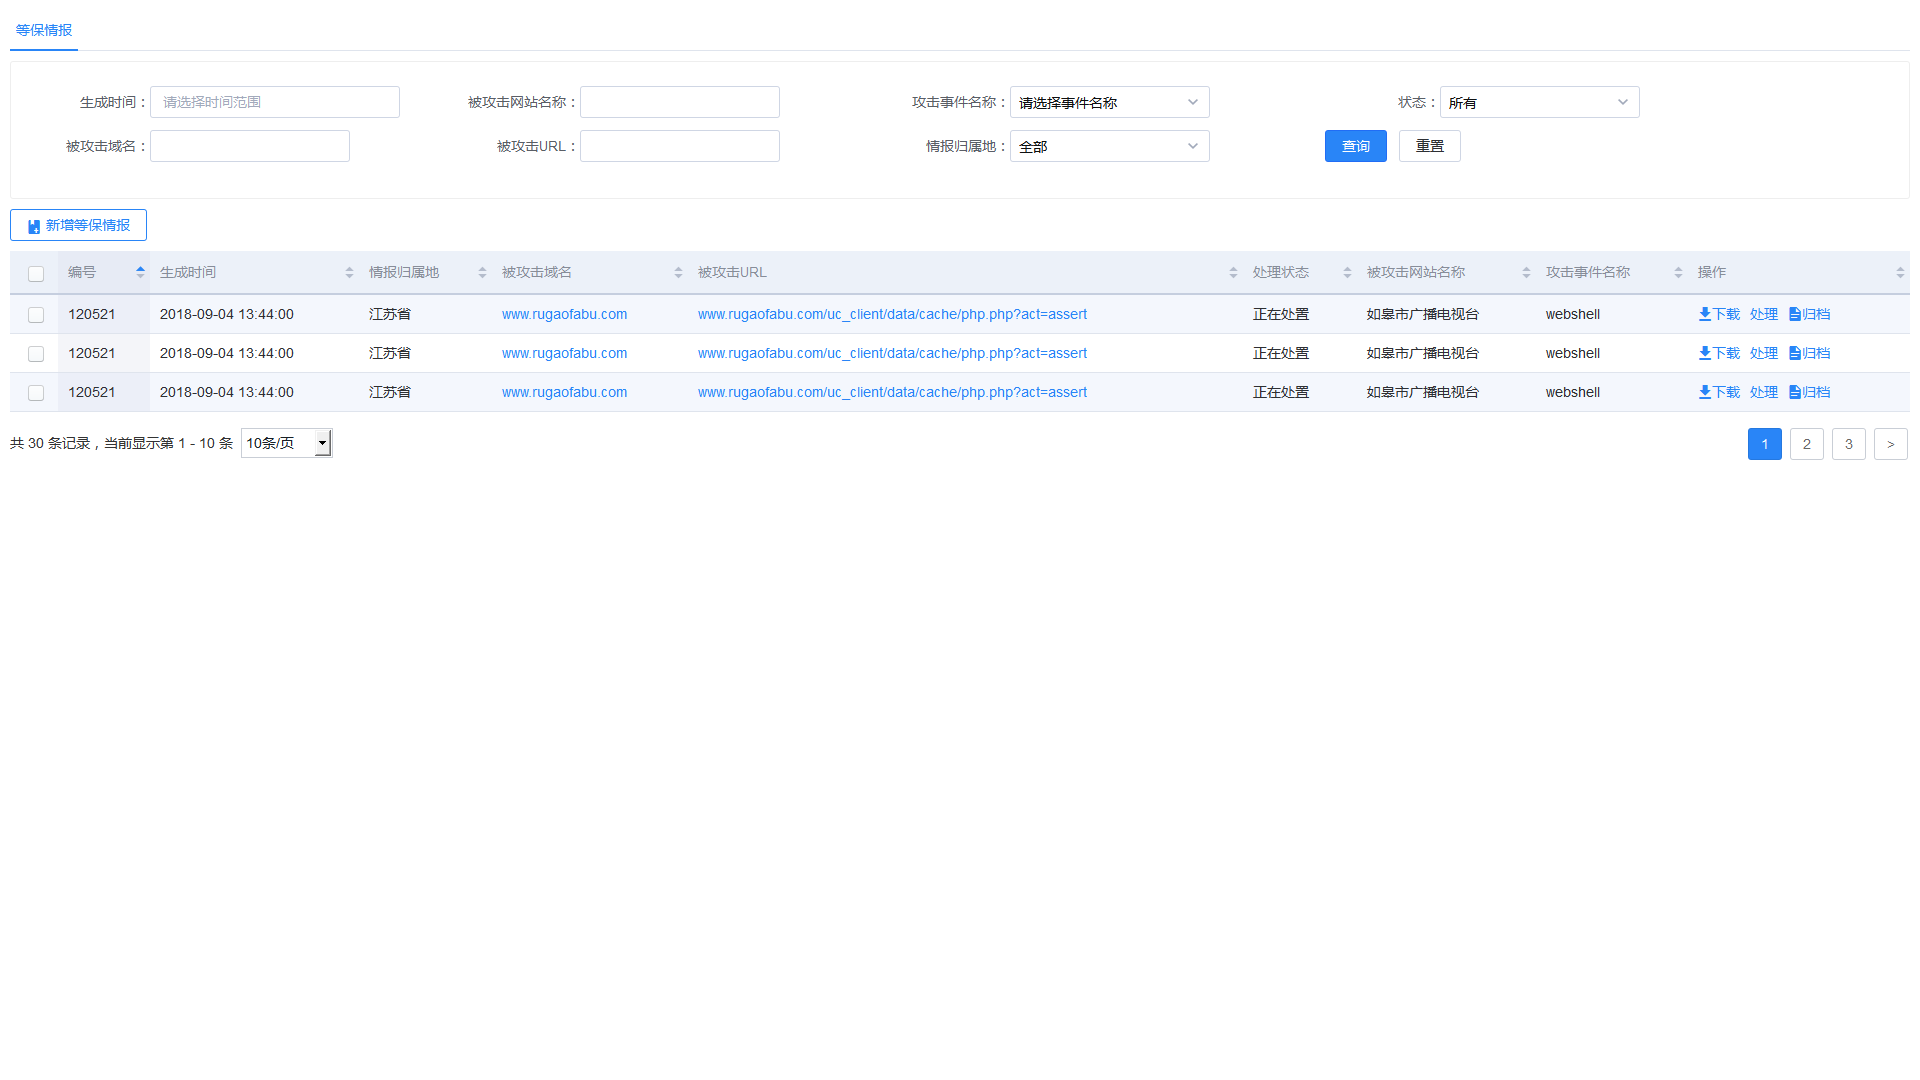 等保情报
生成时间： 请选择时间范围 被攻击网站名称： 攻击事件名称： 请选择事件名称 状态： 所有
被攻击域名： 被攻击URL： 情报归属地： 全部 查询 重置
新增等保情报
编号 生成时间 情报归属地 被攻击域名 被攻击URL 处理状态 被攻击网站名称 攻击事件名称 操作
120521 2018-09-04 13:44:00 江苏省 www.rugaofabu.com www.rugaofabu.com/uc_client/data/cache/php.php?act=assert 正在处置 如皋市广播电视台 webshell 下载 处理 归档
120521 2018-09-04 13:44:00 江苏省 www.rugaofabu.com www.rugaofabu.com/uc_client/data/cache/php.php?act=assert 正在处置 如皋市广播电视台 webshell 下载 处理 归档
120521 2018-09-04 13:44:00 江苏省 www.rugaofabu.com www.rugaofabu.com/uc_client/data/cache/php.php?act=assert 正在处置 如皋市广播电视台 webshell 下载 处理 归档
共 30 条记录，当前显示第 1 - 10 条 10条/页 1 2 3 >